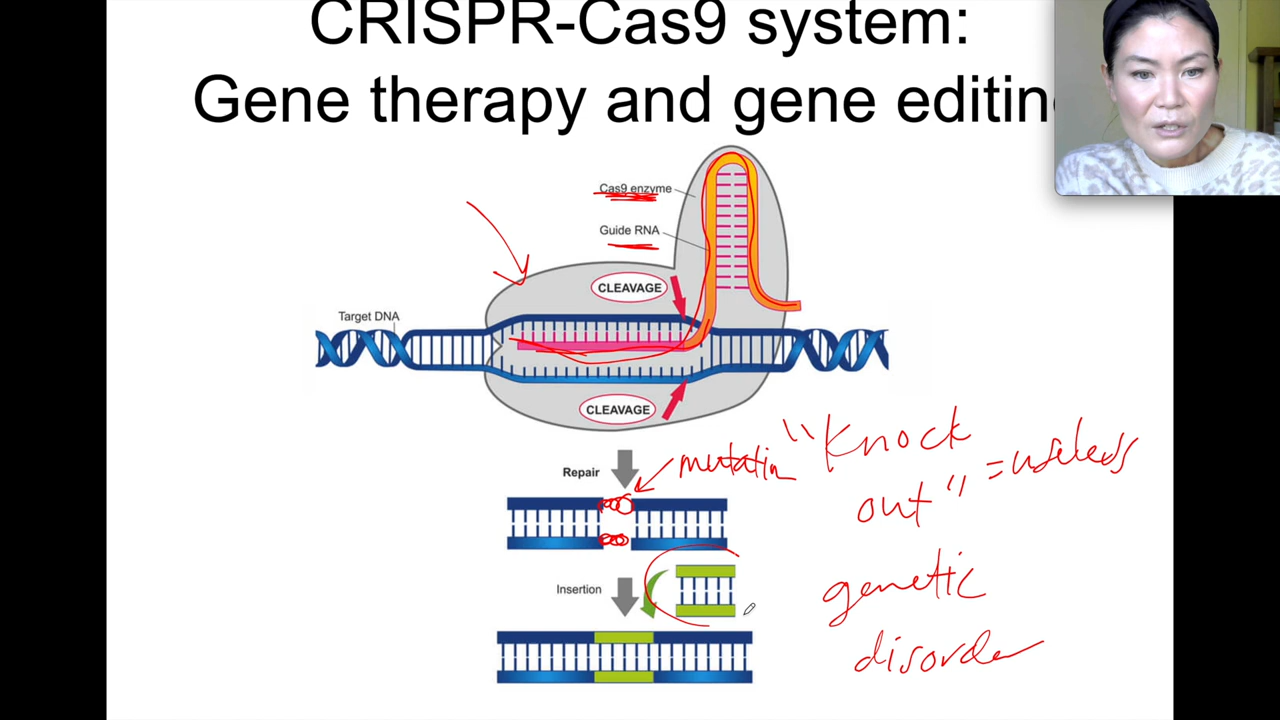 CRISPR-Cas9 system:
Gene therapy and gene editin
Cas9 enzyme
Guide RNA
CLEAVAGE
Target DNA
CLEAVAGE
Repair
mutatin
"Knock
out" = useless
Insertion
genetic
disorder